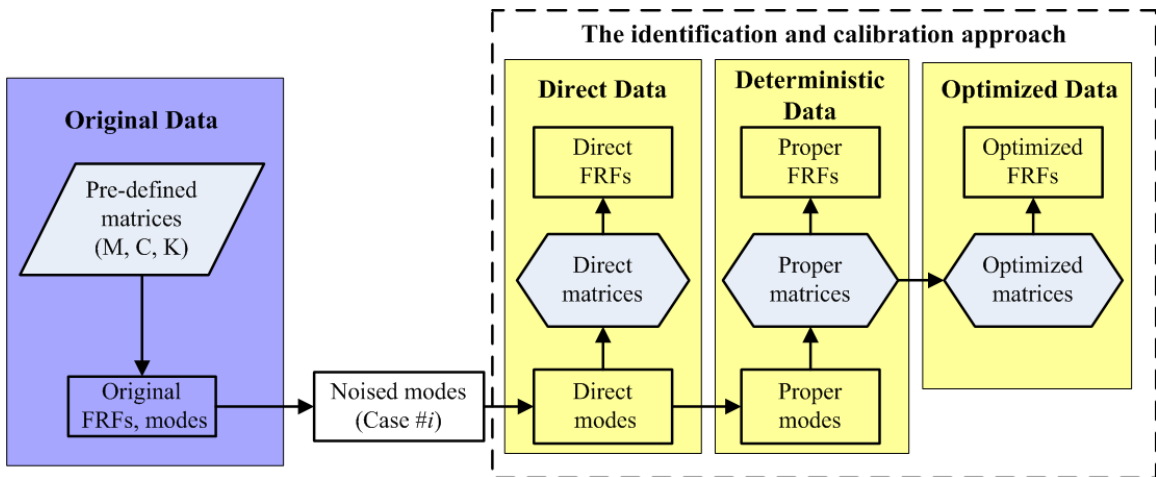 The identification and calibration approach
Original Data
Pre-defined
matrices
(M, C, K)
Original
FRFs, modes
Noised modes
(Case #i)
Direct Data
Direct
FRFs
Direct
matrices
Direct
modes
Deterministic
Data
Proper
FRFs
Proper
matrices
Proper
modes
Optimized Data
Optimized
FRFs
Optimized
matrices